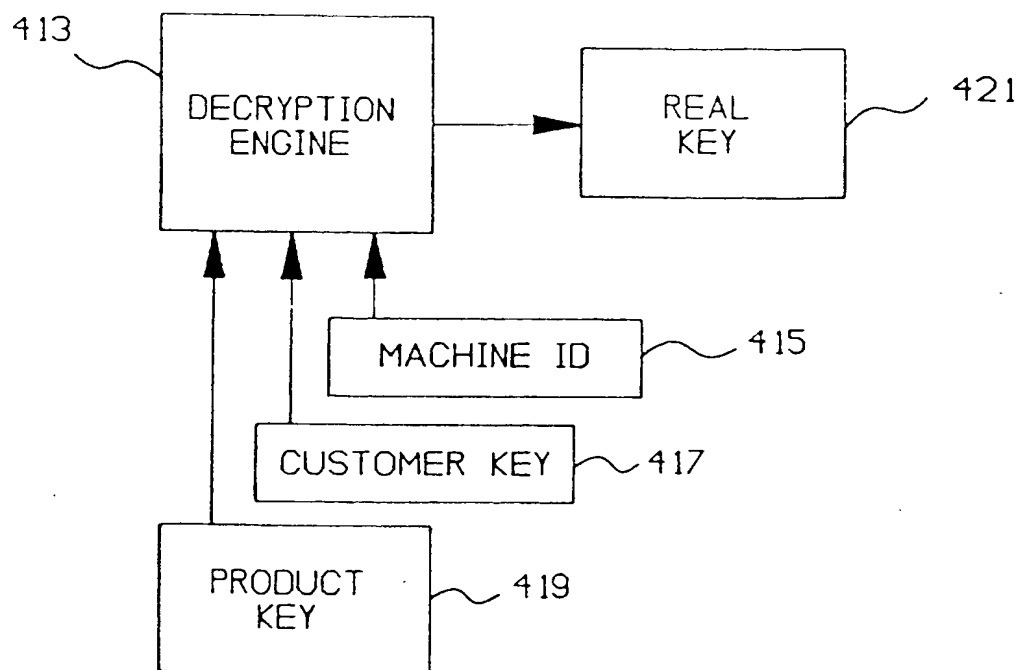 413
DECRYPTION
ENGINE
REAL
KEY
421
MACHINE ID
415
CUSTOMER KEY
417
PRODUCT
KEY
419